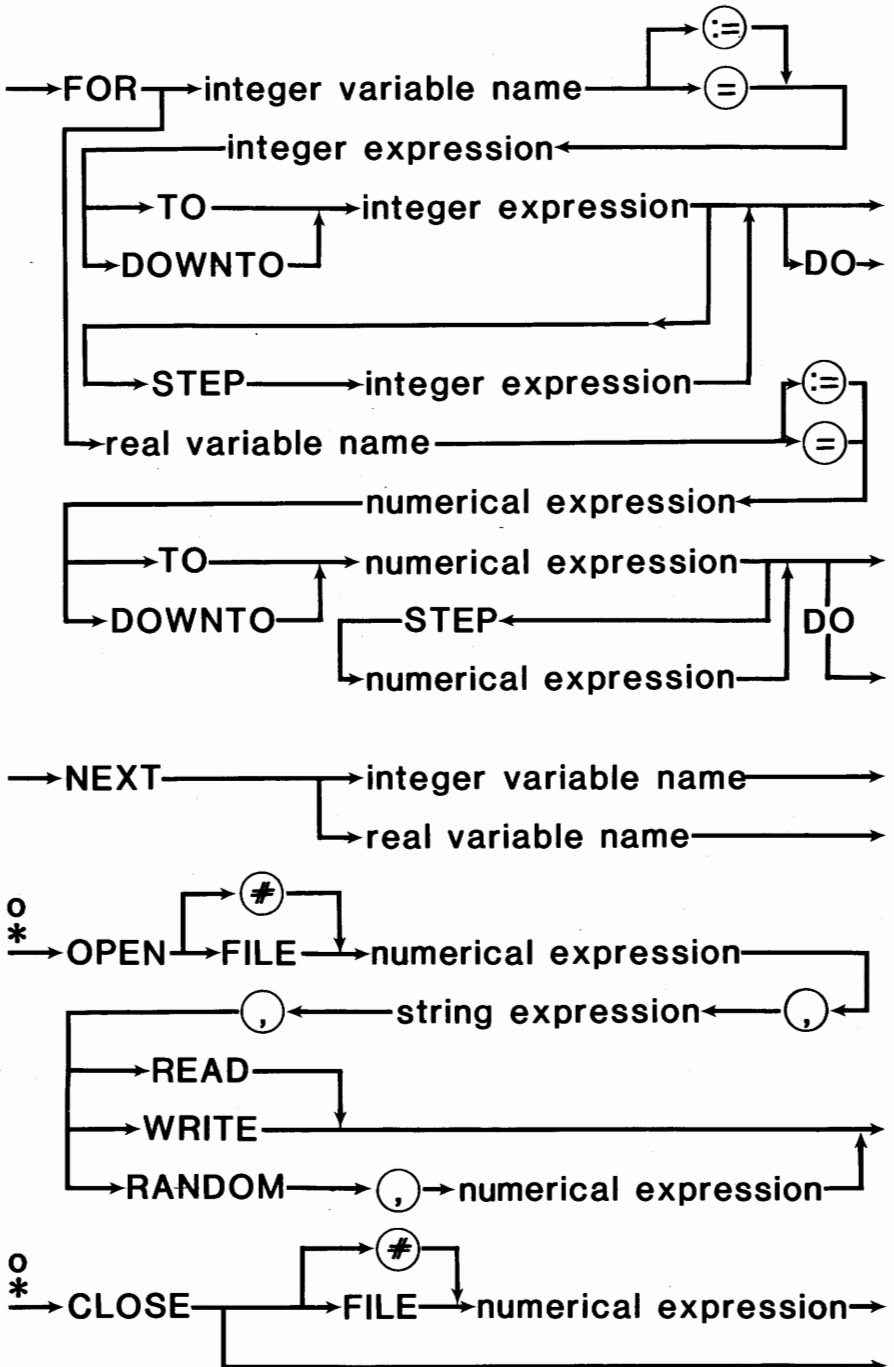 :=
FOR integer variable name =
integer expression
TO integer expression
DOWNTO DO
STEP integer expression :=
real variable name =
numerical expression
TO numerical expression
DOWNTO STEP DO
numerical expression
NEXT integer variable name
real variable name
#
o
* OPEN FILE numerical expression
, string expression ,
READ
WRITE
RANDOM , numerical expression
#
o
* CLOSE FILE numerical expression